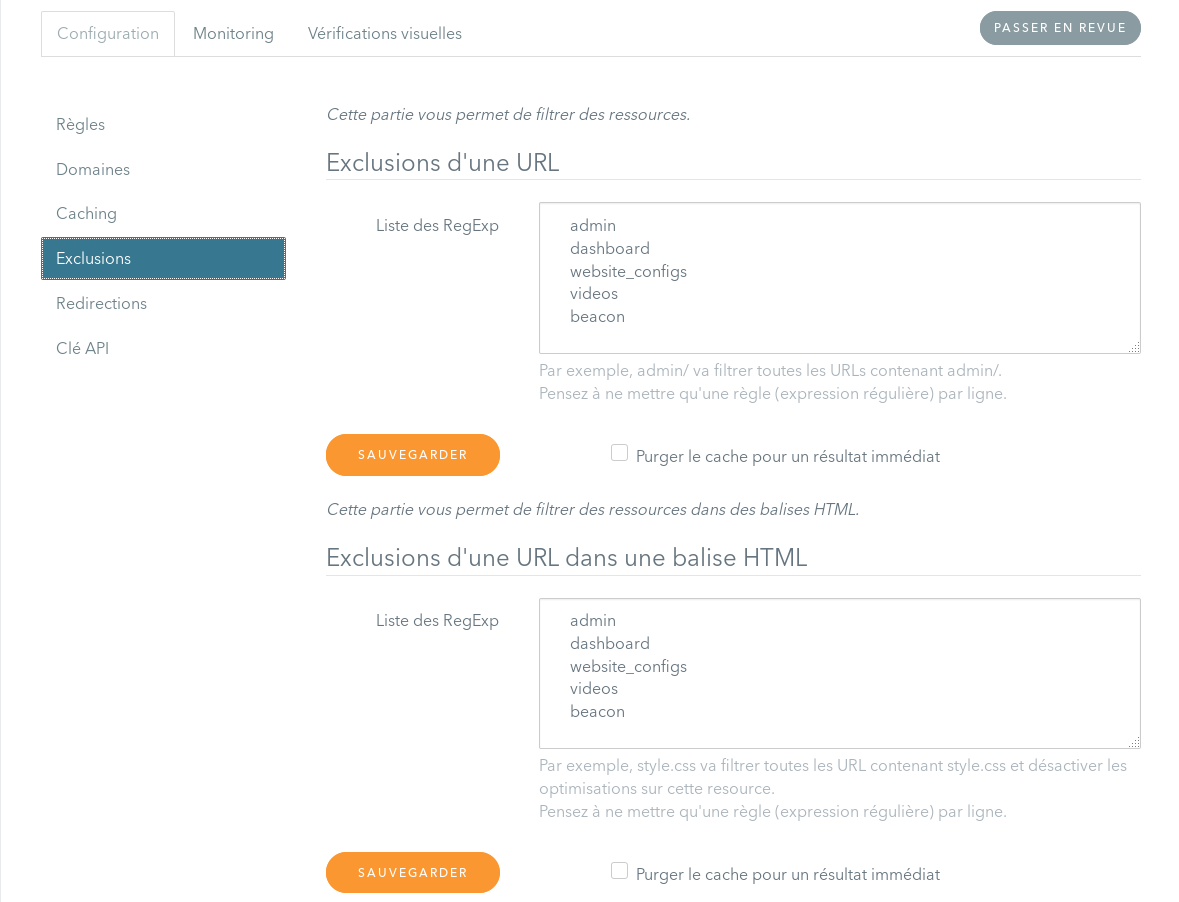 Configuration
Monitoring
Vérifications visuelles
PASSER EN REVUE
Règles
Domaines
Caching
Exclusions
Redirections
Clé API
Cette partie vous permet de filtrer des ressources.
Exclusions d'une URL
Liste des RegExp
admin
dashboard
website_configs
videos
beacon
Par exemple, admin/ va filtrer toutes les URLs contenant admin/.
Pensez à ne mettre qu'une règle (expression régulière) par ligne.
SAUVEGARDER
Purger le cache pour un résultat immédiat
Cette partie vous permet de filtrer des ressources dans des balises HTML.
Exclusions d'une URL dans une balise HTML
Liste des RegExp
admin
dashboard
website_configs
videos
beacon
Par exemple, style.css va filtrer toutes les URL contenant style.css et désactiver les
optimisations sur cette resource.
Pensez à ne mettre qu'une règle (expression régulière) par ligne.
SAUVEGARDER
Purger le cache pour un résultat immédiat